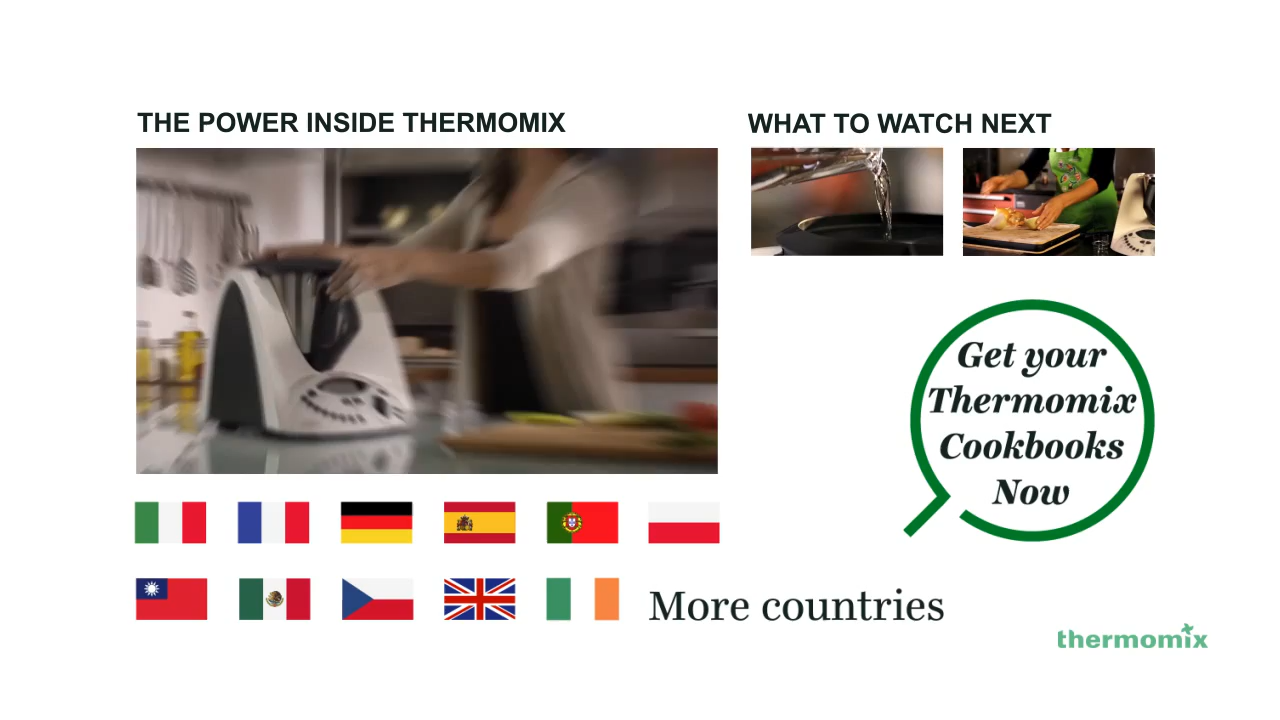 THE POWER INSIDE THERMOMIX
WHAT TO WATCH NEXT
Get your
Thermomix
Cookbooks
Now
More countries
thermomix